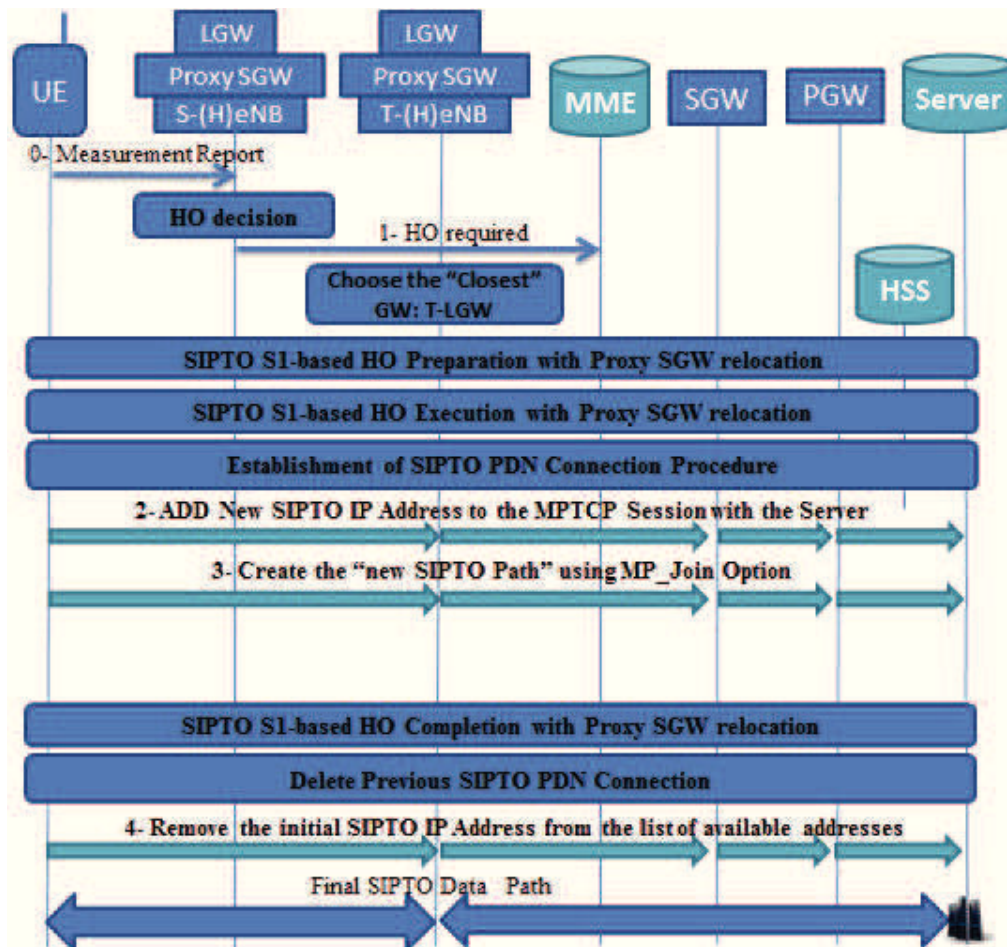 LGW
LGW
UE
Proxy SGW
Proxy SGW
MME
SGW
PGW
Server
S-(H)eNB
T-(H)eNB
0- Measurement Report
HO decision
1- HO required
Choose the “Closest”
GW: T-LGW
HSS
SIPTO S1-based HO Preparation with Proxy SGW relocation
SIPTO S1-based HO Execution with Proxy SGW relocation
Establishment of SIPTO PDN Connection Procedure
2- ADD New SIPTO IP Address to the MPTCP Session with the Server
3- Create the “new SIPTO Path” using MP_Join Option
SIPTO S1-based HO Completion with Proxy SGW relocation
Delete Previous SIPTO PDN Connection
4- Remove the initial SIPTO IP Address from the list of available addresses
Final SIPTO Data Path